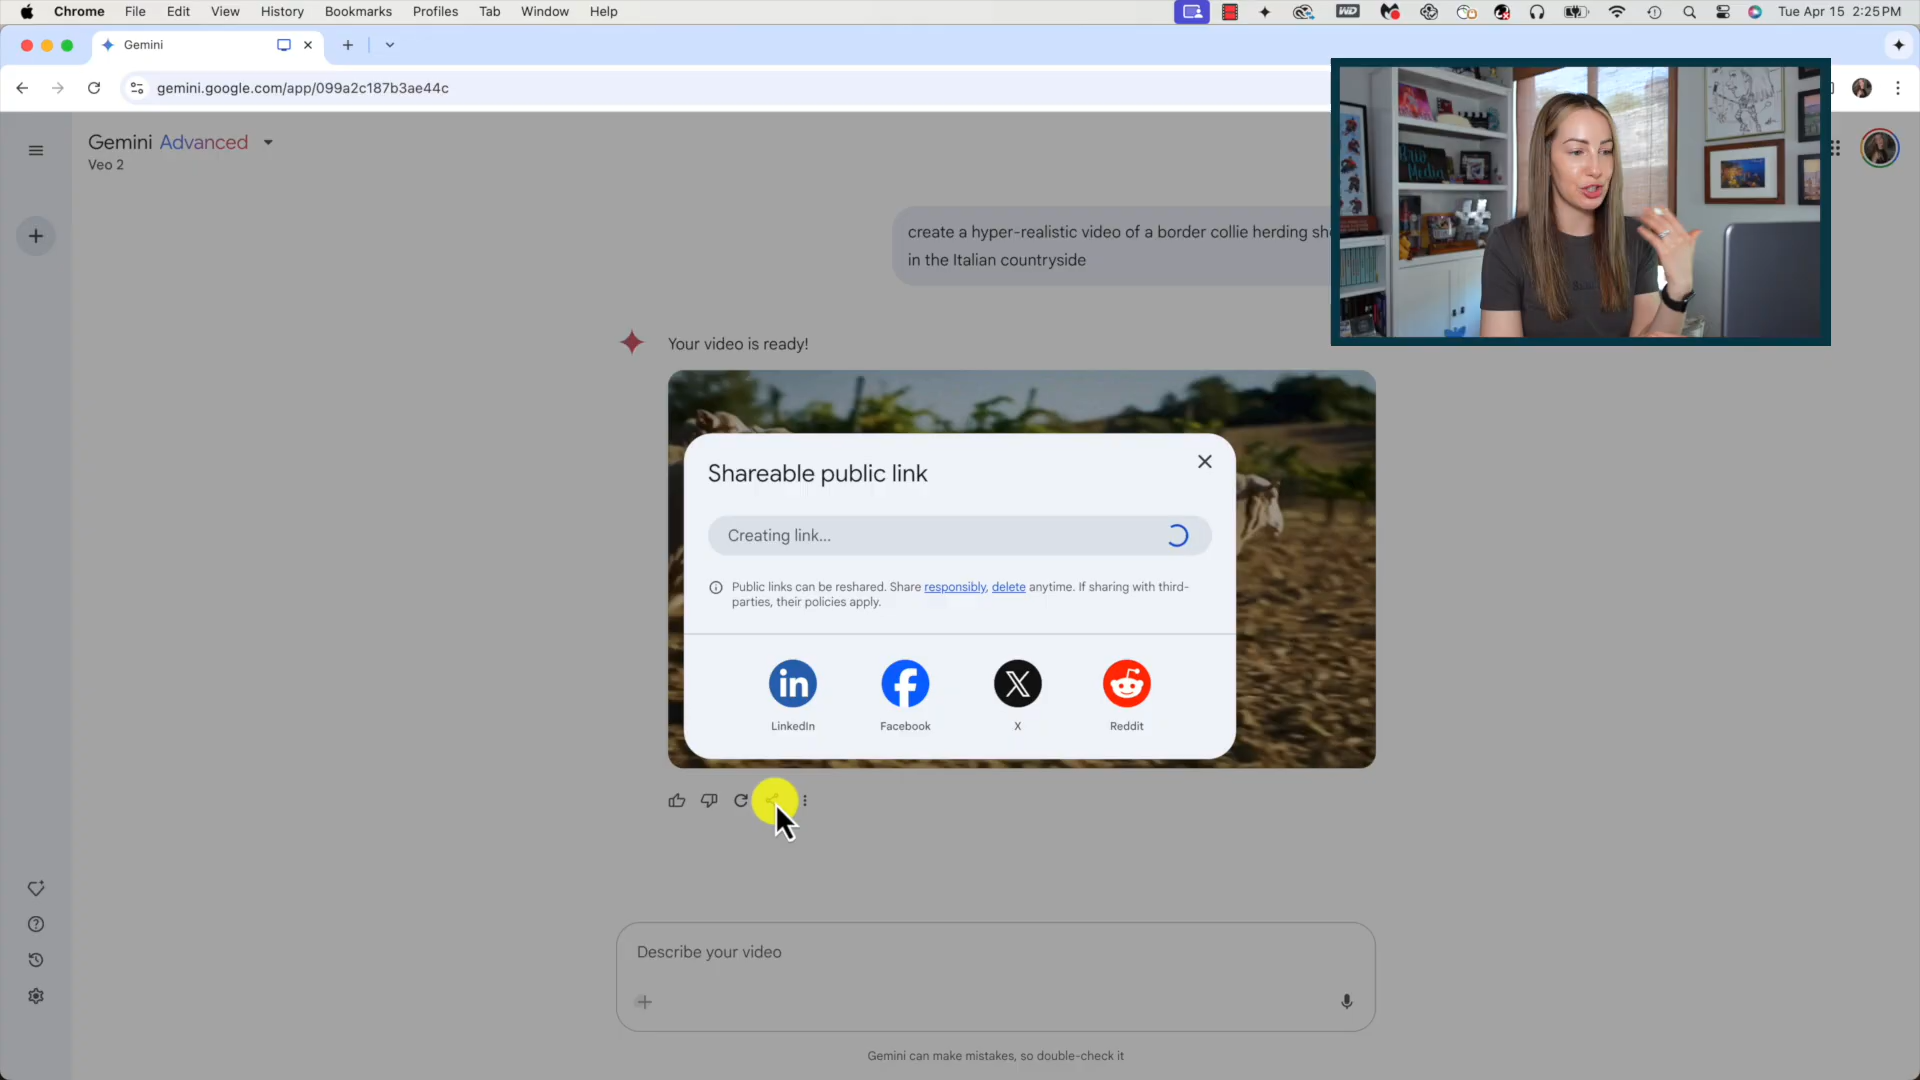 Chrome File Edit View History Bookmarks Profiles Tab Window Help
WD
Tue Apr 15 2:25 PM
Gemini
gemini.google.com/app/099a2c187b3ae44c
Gemini Advanced
Veo 2
Bria
Media
create a hyper-realistic video of a border collie herding
in the Italian countryside
Your video is ready!
Shareable public link
Creating link...
Public links can be reshared. Share responsibly, delete anytime. If sharing with third-
parties, their policies apply.
in
LinkedIn
Facebook
X
Reddit
Describe your video
Gemini can make mistakes, so double-check it